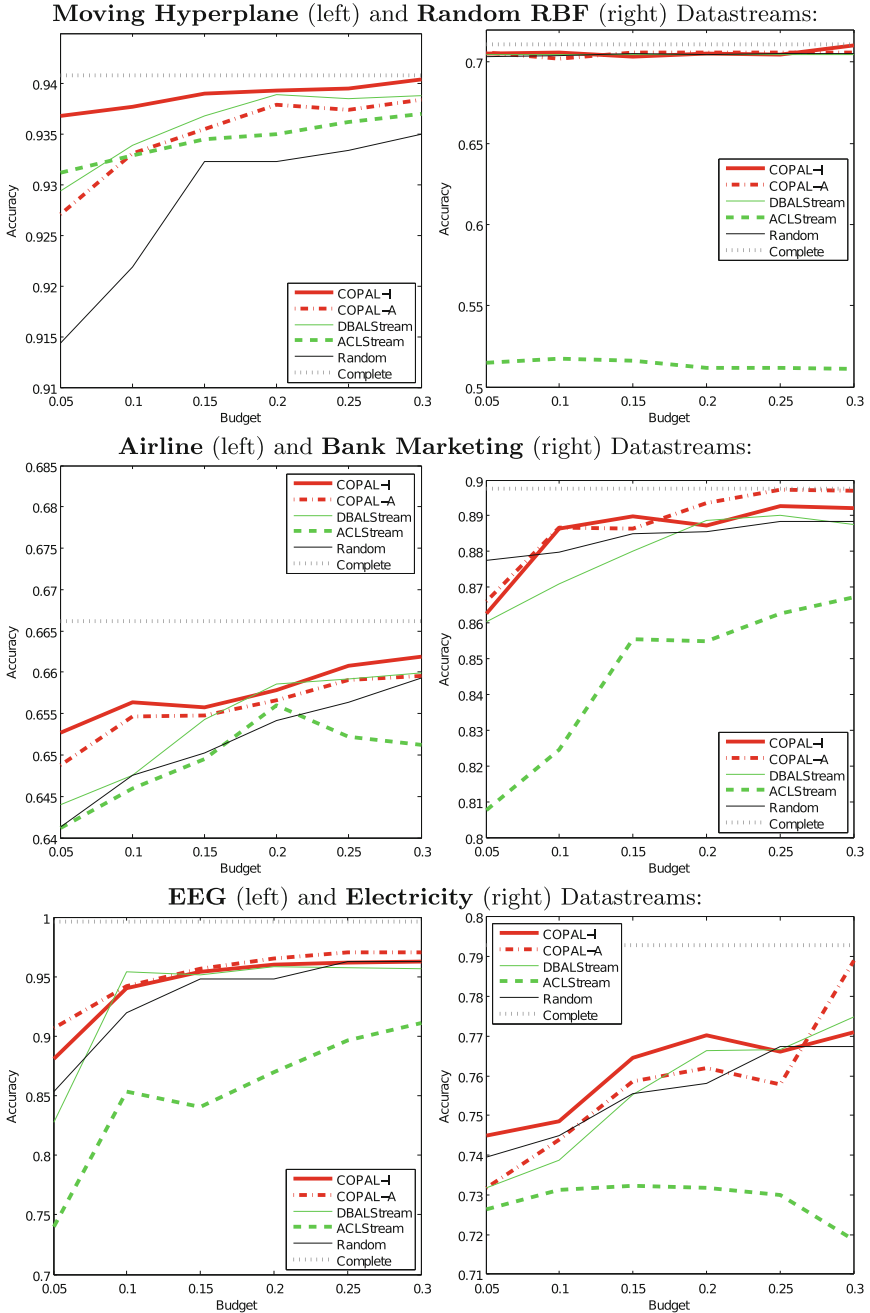 Moving Hyperplane (left) and Random RBF (right) Datastreams:
0.94
0.935
0.93
0.925
0.92
0.915
0.91
Accuracy
0.05 0.1 0.15 0.2 0.25 0.3
Budget
COPAL-I
COPAL-A
DBALStream
ACLStream
Random
Complete
0.7
0.65
0.6
0.55
0.5
Accuracy
0.05 0.1 0.15 0.2 0.25 0.3
Budget
COPAL-I
COPAL-A
DBALStream
ACLStream
Random
Complete
Airline (left) and Bank Marketing (right) Datastreams:
0.685
0.68
0.675
0.67
0.665
0.66
0.655
0.65
0.645
0.64
Accuracy
0.05 0.1 0.15 0.2 0.25 0.3
Budget
COPAL-I
COPAL-A
DBALStream
ACLStream
Random
Complete
0.9
0.89
0.88
0.87
0.86
0.85
0.84
0.83
0.82
0.81
0.8
Accuracy
0.05 0.1 0.15 0.2 0.25 0.3
Budget
COPAL-I
COPAL-A
DBALStream
ACLStream
Random
Complete
EEG (left) and Electricity (right) Datastreams:
1
0.95
0.9
0.85
0.8
0.75
0.7
Accuracy
0.05 0.1 0.15 0.2 0.25 0.3
Budget
COPAL-I
COPAL-A
DBALStream
ACLStream
Random
Complete
0.8
0.79
0.78
0.77
0.76
0.75
0.74
0.73
0.72
0.71
Accuracy
0.05 0.1 0.15 0.2 0.25 0.3
Budget
COPAL-I
COPAL-A
DBALStream
ACLStream
Random
Complete